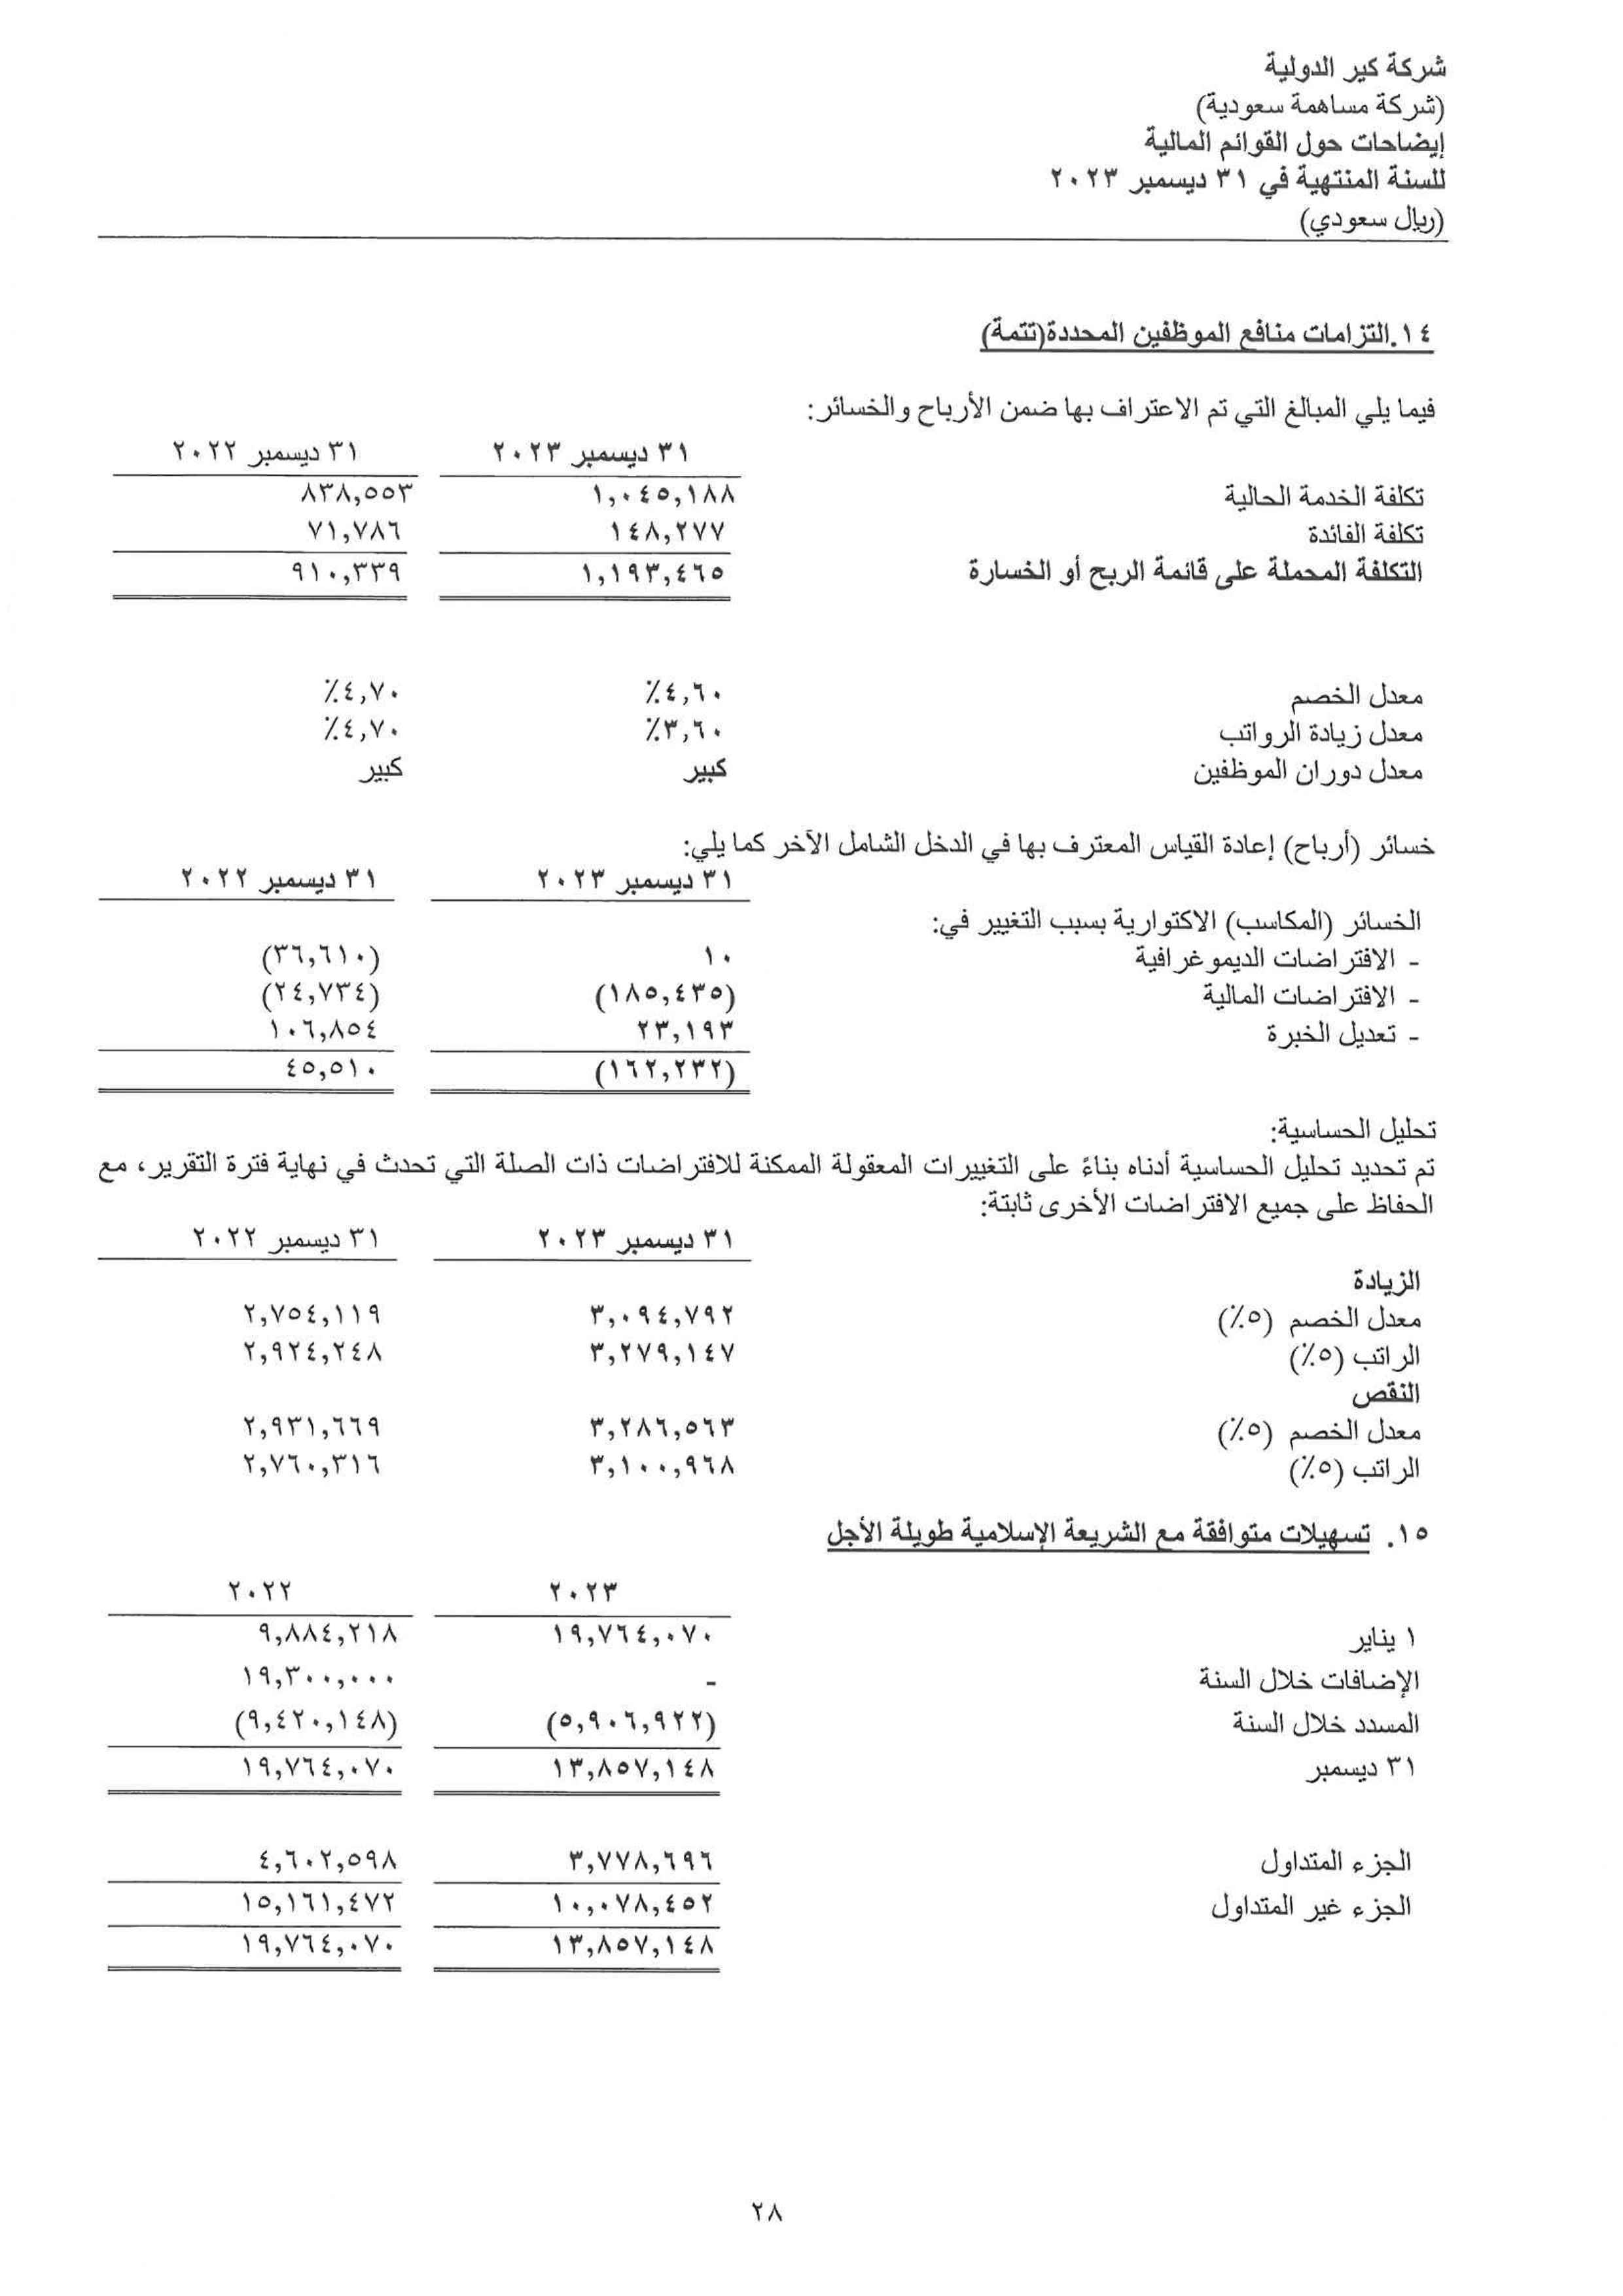 شركة كير الدولية
(شركة مساهمة سعودية)
إيضاحات حول القوائم المالية
للسنة المنتهية في ٣١ ديسمبر ٢٠٢٣
(ريال سعودي)
١٤.التزامات منافع الموظفين المحددة(تتمة)
فيما يلي المبالغ التي تم الاعتراف بها ضمن الأرباح والخسائر:
٣١ ديسمبر ٢٠٢٣ ٣١ ديسمبر ٢٠٢٢
تكلفة الخدمة الحالية ١,٠٤٥,١٨٨ ٨٣٨,٥٥٣
تكلفة الفائدة ١٤٨,٢٧٧ ٧١,٧٨٦
التكلفة المحملة على قائمة الربح أو الخسارة ١,١٩٣,٤٦٥ ٩١٠,٣٣٩
معدل الخصم ٤,٦٠٪ ٤,٧٠٪
معدل زيادة الرواتب ٣,٦٠٪ ٤,٧٠٪
معدل دوران الموظفين كبير كبير
خسائر (أرباح) إعادة القياس المعترف بها في الدخل الشامل الآخر كما يلي:
٣١ ديسمبر ٢٠٢٣ ٣١ ديسمبر ٢٠٢٢
الخسائر (المكاسب) الاكتوارية بسبب التغيير في:
- الافتراضات الديموغرافية ١٠ (٣٦,٦١٠)
- الافتراضات المالية (١٨٥,٤٣٥) (٢٤,٧٣٤)
- تعديل الخبرة ٢٣,١٩٣ ١٠٦,٨٥٤
(١٦٢,٢٣٢) ٤٥,٥١٠
تحليل الحساسية:
تم تحديد تحليل الحساسية أدناه بناءً على التغييرات المعقولة الممكنة للافتراضات ذات الصلة التي تحدث في نهاية فترة التقرير، مع
الحفاظ على جميع الافتراضات الأخرى ثابتة:
٣١ ديسمبر ٢٠٢٣ ٣١ ديسمبر ٢٠٢٢
الزيادة
معدل الخصم (٥٪) ٣,٠٩٤,٧٩٢ ٢,٧٥٤,١١٩
الراتب (٥٪) ٣,٢٧٩,١٤٧ ٢,٩٢٤,٢٤٨
النقص
معدل الخصم (٥٪) ٣,٢٨٦,٥٦٣ ٢,٩٣١,٦٦٩
الراتب (٥٪) ٣,١٠٠,٩٦٨ ٢,٧٦٠,٣١٦
١٥. تسهيلات متوافقة مع الشريعة الإسلامية طويلة الأجل
٢٠٢٣ ٢٠٢٢
١ يناير ١٩,٧٦٤,٠٧٠ ٩,٨٨٤,٢١٨
الإضافات خلال السنة - ١٩,٣٠٠,٠٠٠
المسدد خلال السنة (٥,٩٠٦,٩٢٢) (٩,٤٢٠,١٤٨)
٣١ ديسمبر ١٣,٨٥٧,١٤٨ ١٩,٧٦٤,٠٧٠
الجزء المتداول ٣,٧٧٨,٦٩٦ ٤,٦٠٢,٥٩٨
الجزء غير المتداول ١٠,٠٧٨,٤٥٢ ١٥,١٦١,٤٧٢
١٣,٨٥٧,١٤٨ ١٩,٧٦٤,٠٧٠
٢٨